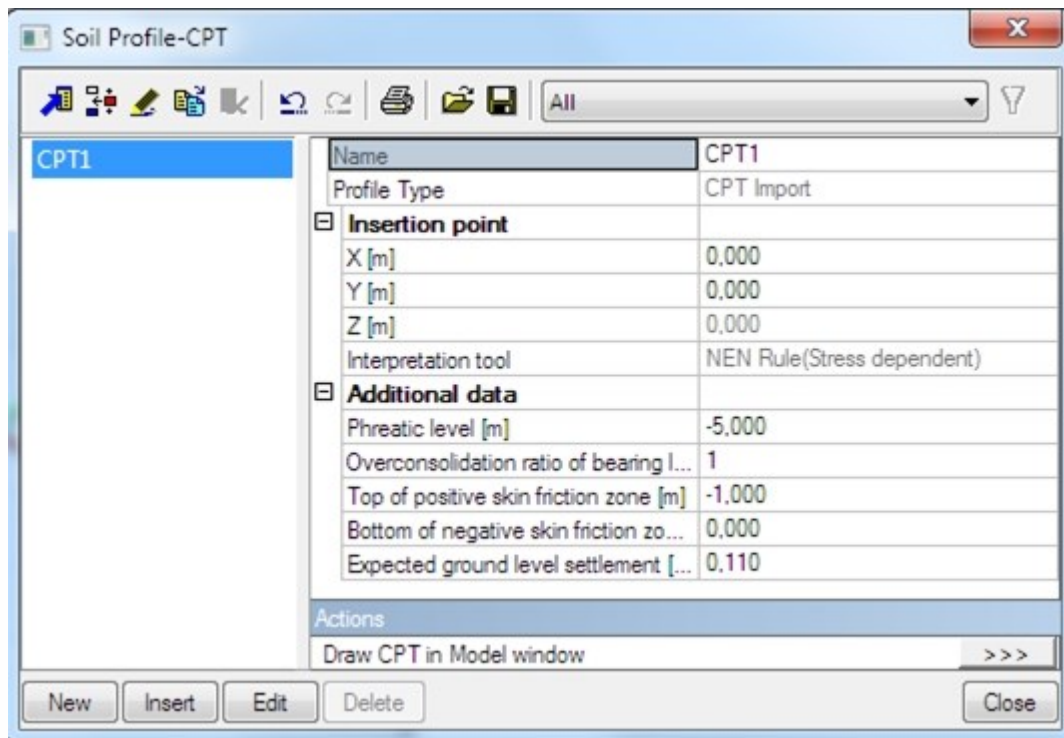 Soil Profile-CPT
All
CPT1
Name CPT1
Profile Type CPT Import
Insertion point
X [m] 0,000
Y [m] 0,000
Z [m] 0,000
Interpretation tool NEN Rule(Stress dependent)
Additional data
Phreatic level [m] -5,000
Overconsolidation ratio of bearing l... 1
Top of positive skin friction zone [m] -1,000
Bottom of negative skin friction zo... 0,000
Expected ground level settlement [... 0,110
Actions
Draw CPT in Model window >>>
New Insert Edit Delete Close